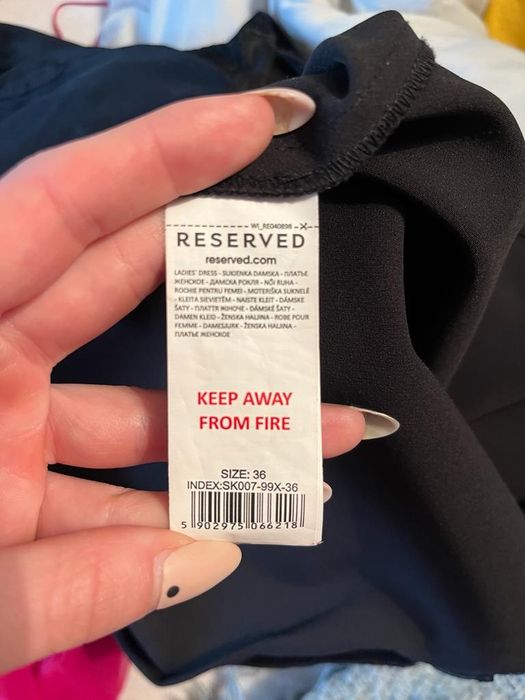 WI_RE040898
RESERVED
reserved.com
LADIES' DRESS - SUKIENKA DAMSKA - ПЛАТЬЕ
ЖЕНСКОЕ - ДАМСКА РОКЛЯ - NŐI RUHA -
ROCHIE PENTRU FEMEI - MOTERIŠKA SUKNELĖ
- KLEITA SIEVIETĒM - NAISTE KLEIT - DÁMSKE
ŠATY - ПЛАТТЯ ЖІНОЧЕ - DÁMSKÉ ŠATY -
DAMEN KLEID - ŽENSKA HALJINA - ROBE POUR
FEMME - DAMESJURK - ŽENSKA HALJINA -
ПЛАТЬЕ ЖЕНСКОЕ
KEEP AWAY
FROM FIRE
SIZE: 36
INDEX:SK007-99X-36
5 902975 066218